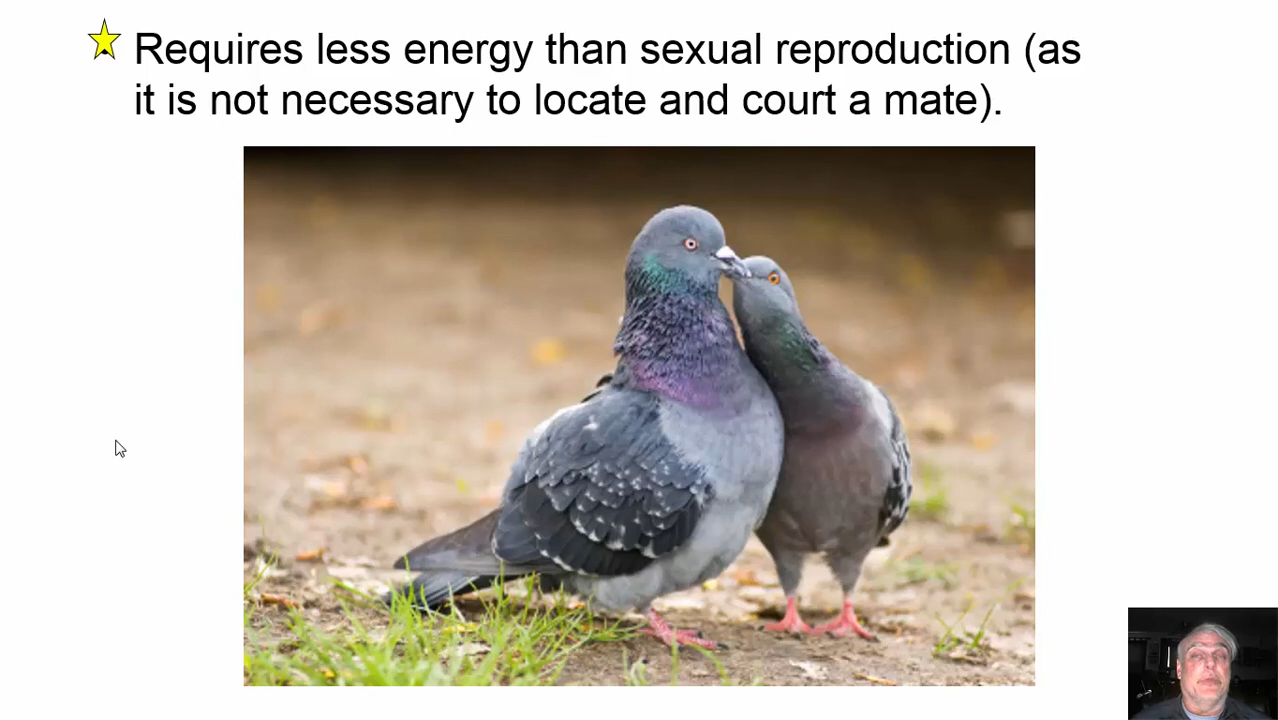 Requires less energy than sexual reproduction (as
it is not necessary to locate and court a mate).